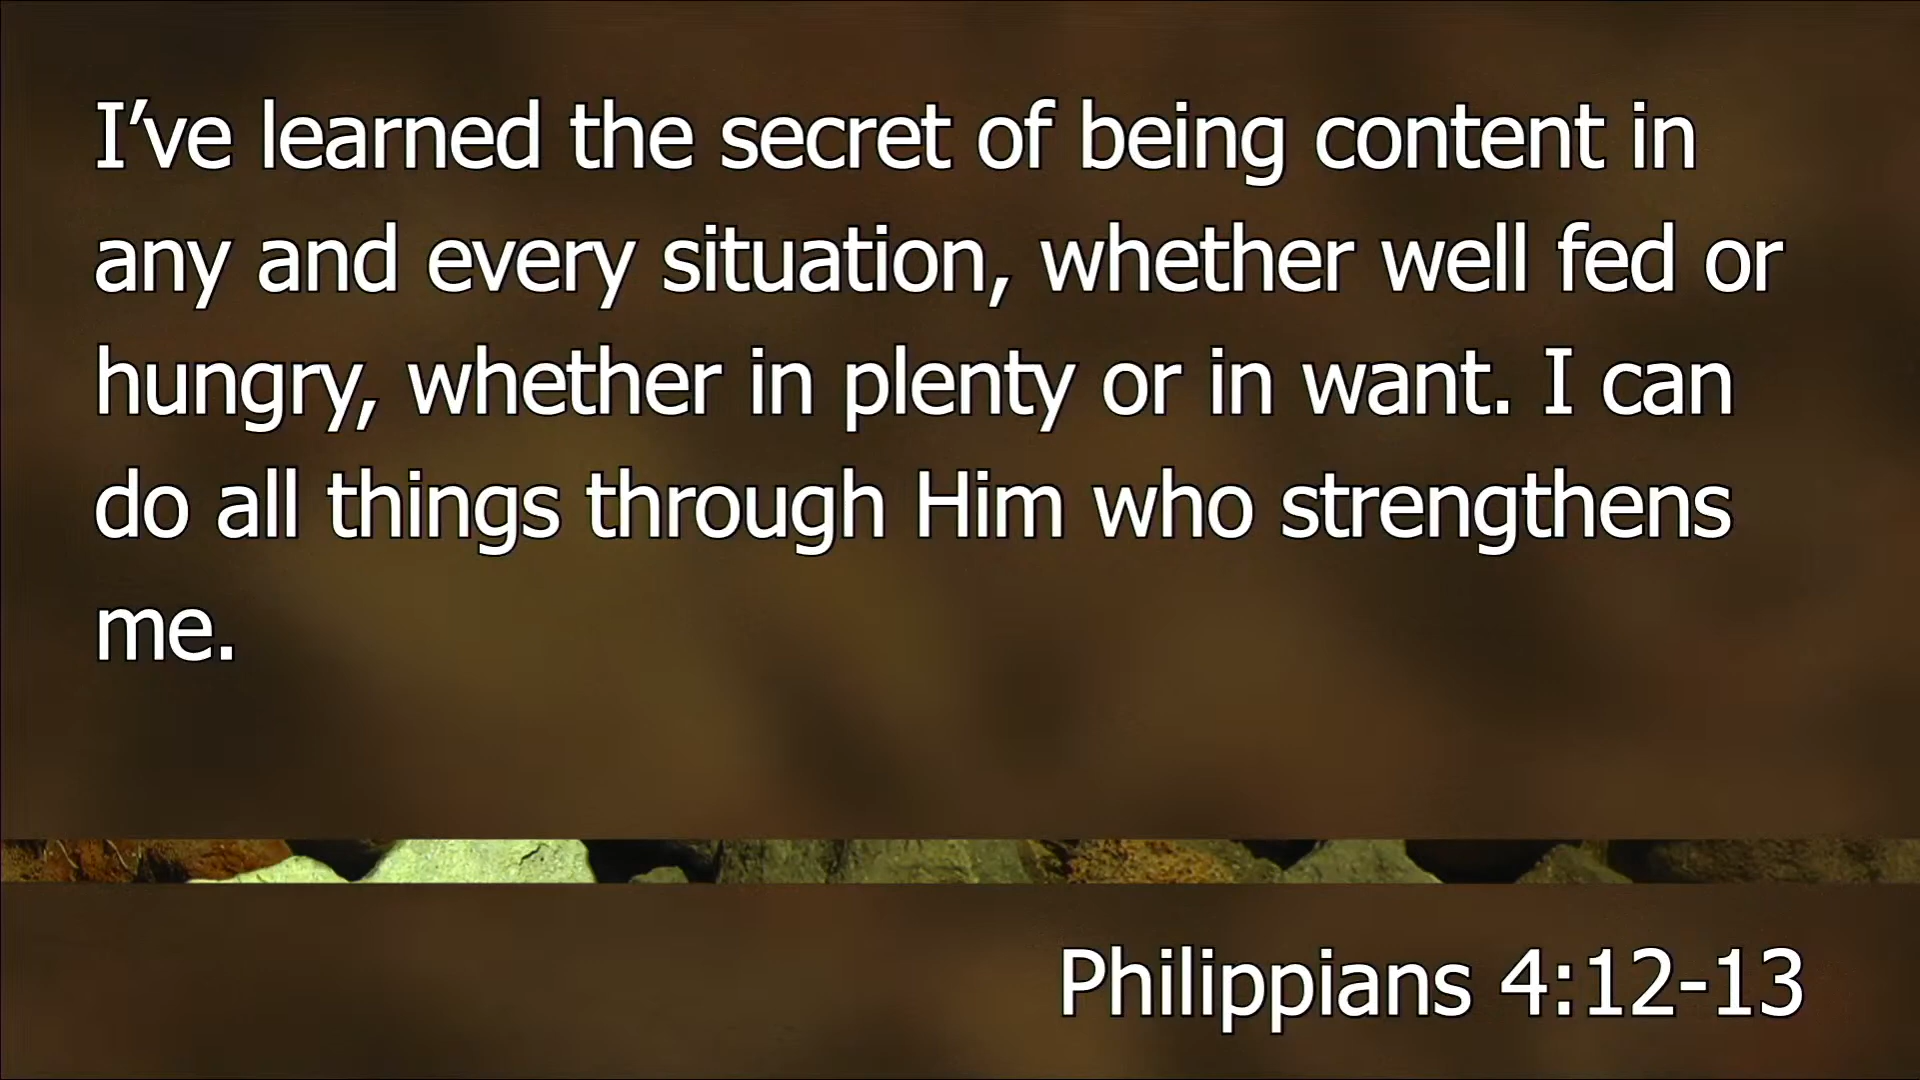 I’ve learned the secret of being content in
any and every situation, whether well fed or
hungry, whether in plenty or in want. I can
do all things through Him who strengthens
me.
Philippians 4:12-13